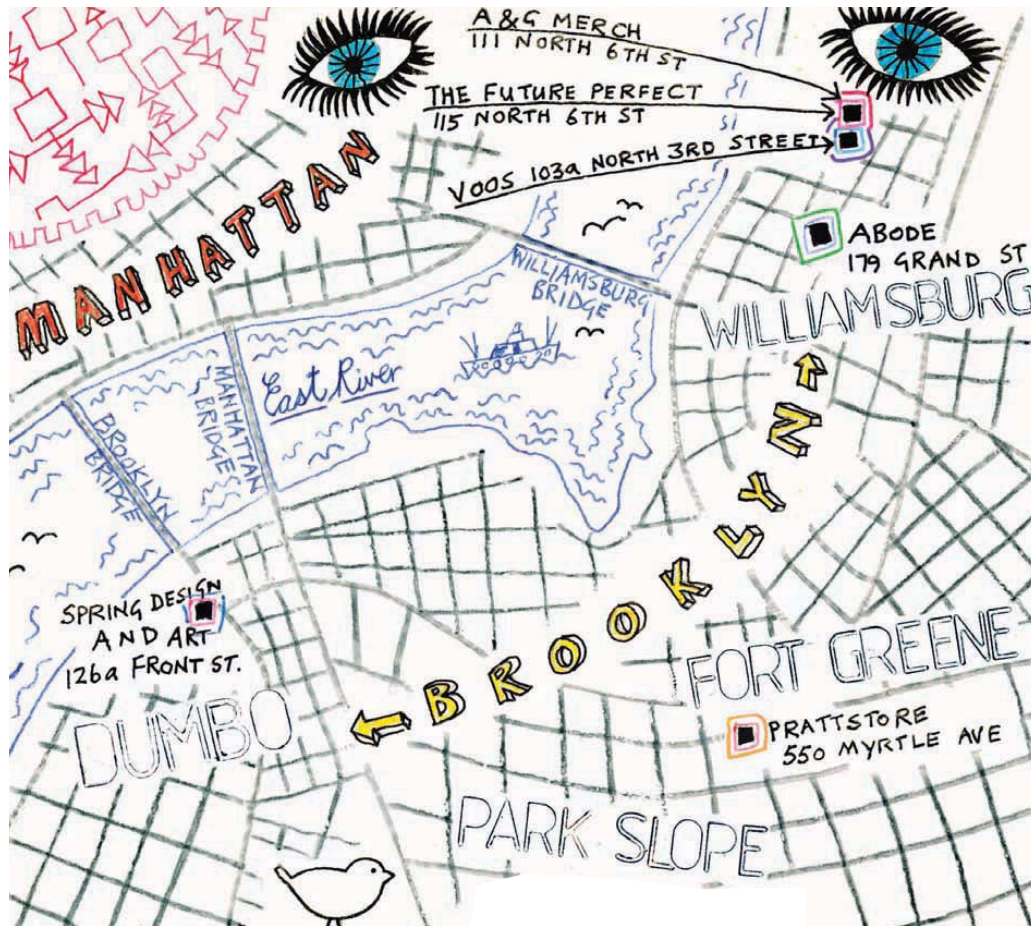 A & G MERCH
111 NORTH 6TH ST
THE FUTURE PERFECT
115 NORTH 6TH ST
VOOS 103a NORTH 3RD STREET
MANHATTAN
WILLIAMSBURG
BRIDGE
ABODE
179 GRAND ST
WILLIAMSBURG
East River
MANHATTAN
BRIDGE
BROOKLYN
BRIDGE
BROOKLYN
SPRING DESIGN
AND ART
126a FRONT ST.
DUMBO
FORT GREENE
PRATTSTORE
550 MYRTLE AVE
PARK SLOPE